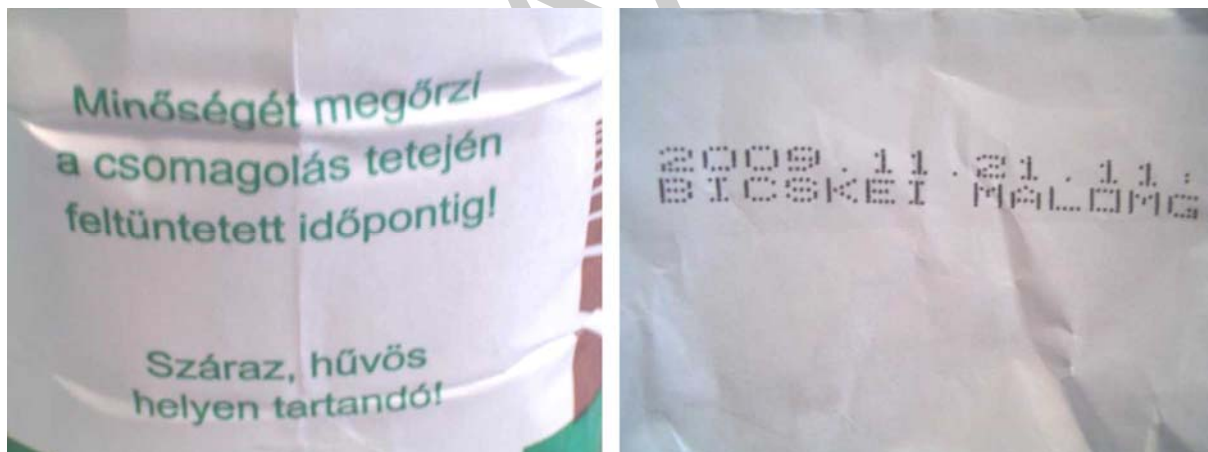 Minőségét megőrzi
a csomagolás tetején
feltüntetett időpontig!
Száraz, hűvös
helyen tartandó!
2009.11.21.11:
BICSKEI MALOMG